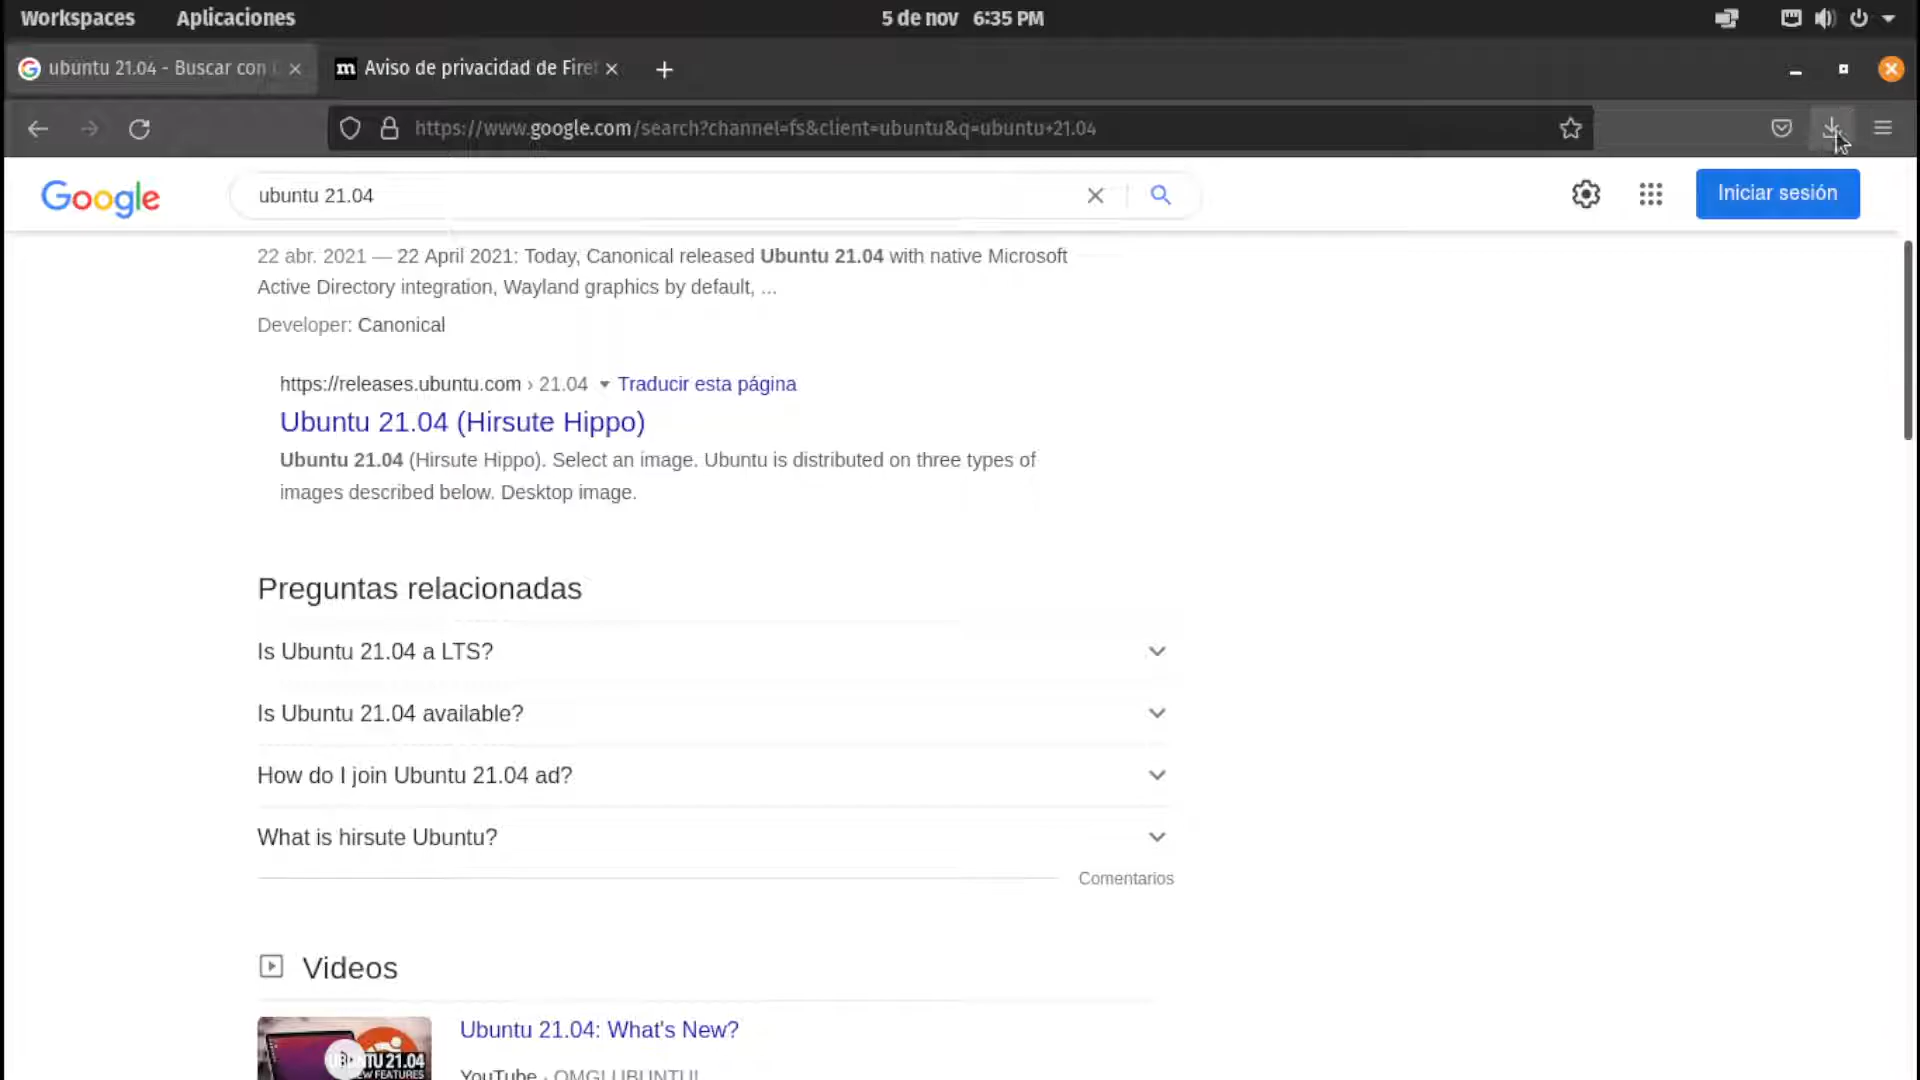 Workspaces Aplicaciones 5 de nov 6:35 PM
ubuntu 21.04 - Buscar con Aviso de privacidad de Firef
https://www.google.com/search?channel=fs&client=ubuntu&q=ubuntu+21.04
Google ubuntu 21.04 Iniciar sesión
22 abr. 2021 — 22 April 2021: Today, Canonical released Ubuntu 21.04 with native Microsoft
Active Directory integration, Wayland graphics by default, ...
Developer: Canonical
https://releases.ubuntu.com › 21.04 Traducir esta página
Ubuntu 21.04 (Hirsute Hippo)
Ubuntu 21.04 (Hirsute Hippo). Select an image. Ubuntu is distributed on three types of
images described below. Desktop image.
Preguntas relacionadas
Is Ubuntu 21.04 a LTS?
Is Ubuntu 21.04 available?
How do I join Ubuntu 21.04 ad?
What is hirsute Ubuntu?
Comentarios
Videos
Ubuntu 21.04: What's New?
UBUNTU 21.04
NEW FEATURES
YouTube · OMG! UBUNTU!